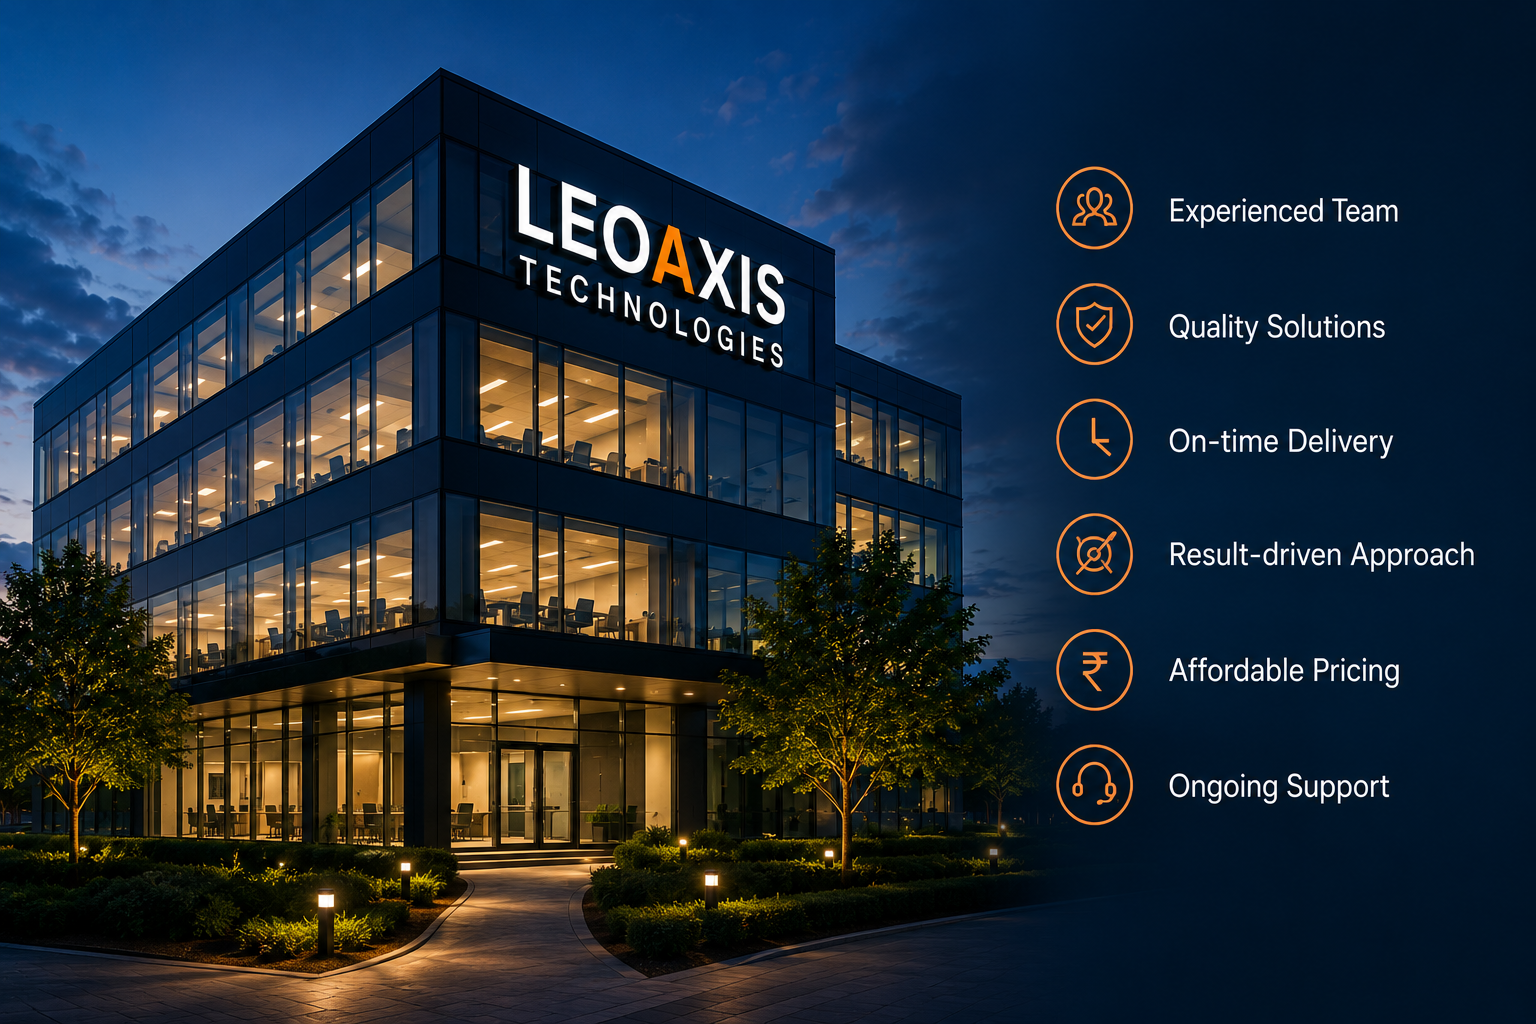 LEOAXIS
TECHNOLOGIES
Experienced Team
Quality Solutions
On-time Delivery
Result-driven Approach
₹
Affordable Pricing
Ongoing Support